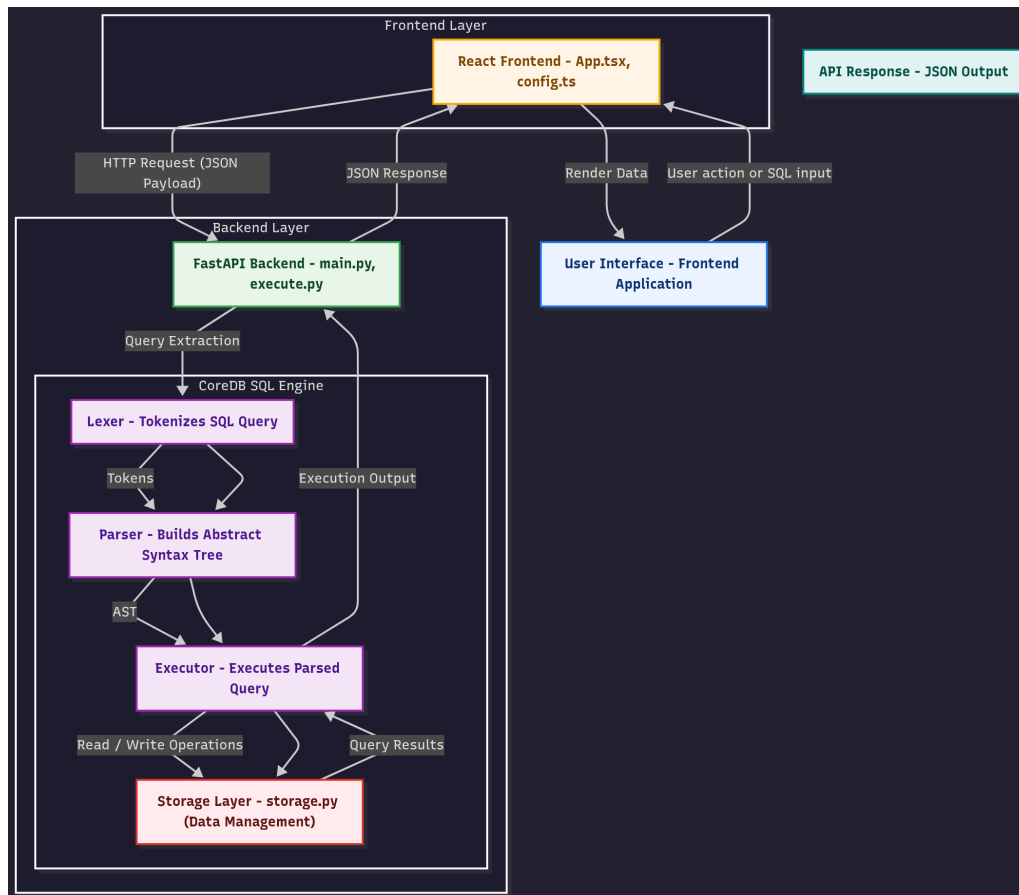 Frontend Layer
React Frontend - App.tsx,
config.ts
API Response - JSON Output
HTTP Request (JSON
Payload)
JSON Response
Render Data
User action or SQL input
Backend Layer
FastAPI Backend - main.py,
execute.py
User Interface - Frontend
Application
Query Extraction
CoreDB SQL Engine
Lexer - Tokenizes SQL Query
Tokens
Execution Output
Parser - Builds Abstract
Syntax Tree
AST
Executor - Executes Parsed
Query
Read / Write Operations
Query Results
Storage Layer - storage.py
(Data Management)